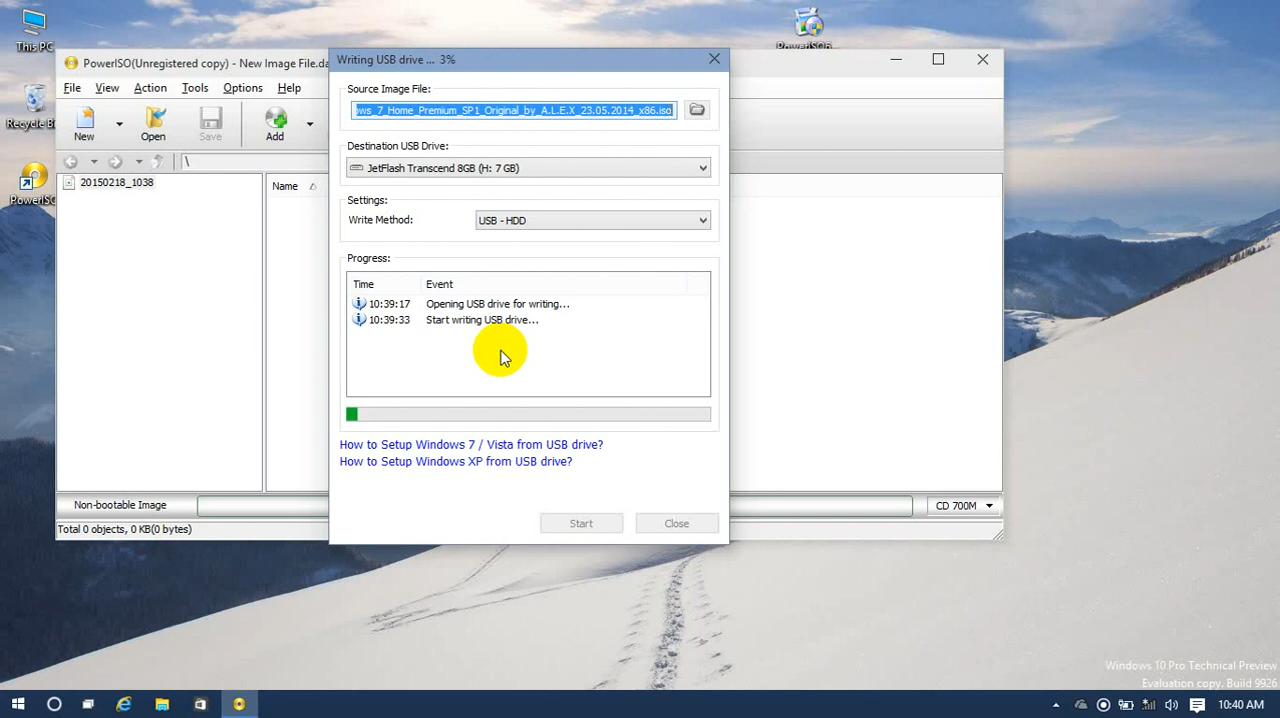 This PC
PowerISO6
Recycle Bi
PowerISO
PowerISO(Unregistered copy) - New Image File.da
File View Action Tools Options Help
New Open Save Add
\
20150218_1038
Name
Non-bootable Image
CD 700M
Total 0 objects, 0 KB(0 bytes)
Writing USB drive ... 3%
Source Image File:
ows_7_Home_Premium_SP1_Original_by_A.L.E.X_23.05.2014_x86.iso
Destination USB Drive:
JetFlash Transcend 8GB (H: 7 GB)
Settings:
Write Method: USB - HDD
Progress:
Time Event
10:39:17 Opening USB drive for writing...
10:39:33 Start writing USB drive...
How to Setup Windows 7 / Vista from USB drive?
How to Setup Windows XP from USB drive?
Start Close
Windows 10 Pro Technical Preview
Evaluation copy. Build 9926
10:40 AM